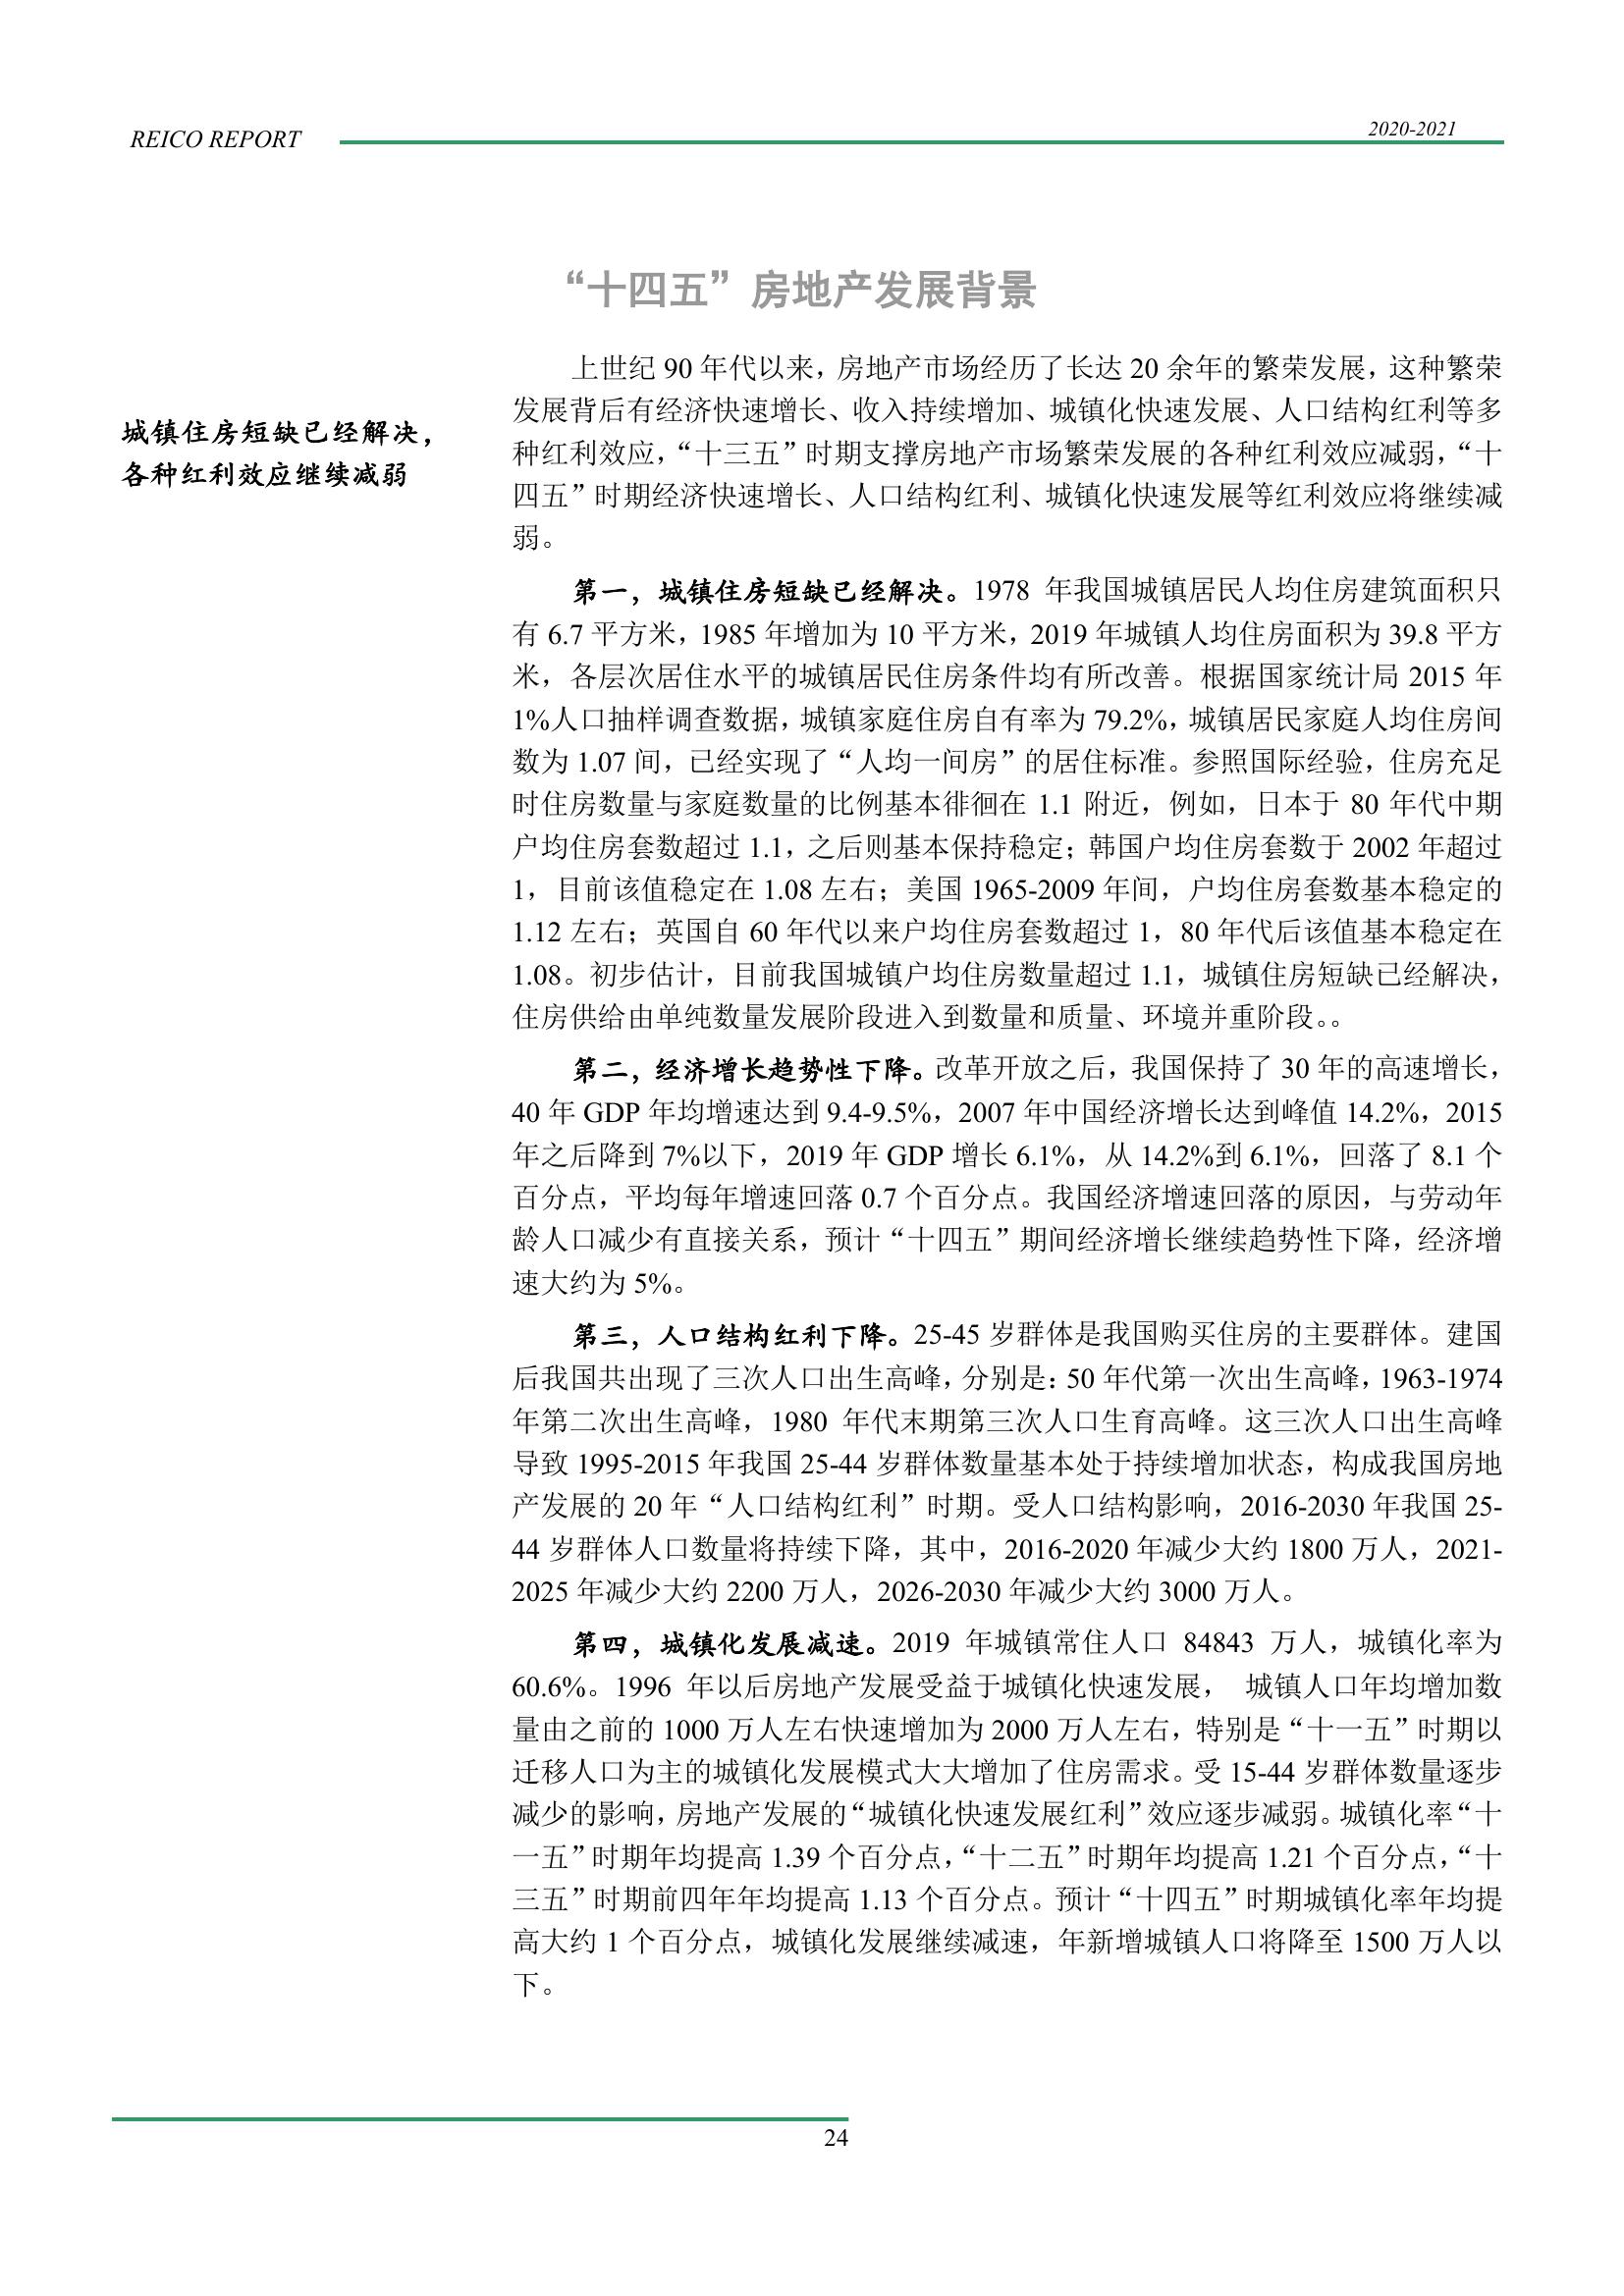 REICO REPORT
2020-2021
“十四五”房地产发展背景
城镇住房短缺已经解决，
各种红利效应继续减弱
上世纪 90 年代以来，房地产市场经历了长达 20 余年的繁荣发展，这种繁荣
发展背后有经济快速增长、收入持续增加、城镇化快速发展、人口结构红利等多
种红利效应，“十三五”时期支撑房地产市场繁荣发展的各种红利效应减弱，“十
四五”时期经济快速增长、人口结构红利、城镇化快速发展等红利效应将继续减
弱。
第一，城镇住房短缺已经解决。1978 年我国城镇居民人均住房建筑面积只
有 6.7 平方米，1985 年增加为 10 平方米，2019 年城镇人均住房面积为 39.8 平方
米，各层次居住水平的城镇居民住房条件均有所改善。根据国家统计局 2015 年
1%人口抽样调查数据，城镇家庭住房自有率为 79.2%，城镇居民家庭人均住房间
数为 1.07 间，已经实现了“人均一间房”的居住标准。参照国际经验，住房充足
时住房数量与家庭数量的比例基本徘徊在 1.1 附近，例如，日本于 80 年代中期
户均住房套数超过 1.1，之后则基本保持稳定；韩国户均住房套数于 2002 年超过
1，目前该值稳定在 1.08 左右；美国 1965-2009 年间，户均住房套数基本稳定的
1.12 左右；英国自 60 年代以来户均住房套数超过 1，80 年代后该值基本稳定在
1.08。初步估计，目前我国城镇户均住房数量超过 1.1，城镇住房短缺已经解决，
住房供给由单纯数量发展阶段进入到数量和质量、环境并重阶段。。
第二，经济增长趋势性下降。改革开放之后，我国保持了 30 年的高速增长，
40 年 GDP 年均增速达到 9.4-9.5%，2007 年中国经济增长达到峰值 14.2%，2015
年之后降到 7%以下，2019 年 GDP 增长 6.1%，从 14.2%到 6.1%，回落了 8.1 个
百分点，平均每年增速回落 0.7 个百分点。我国经济增速回落的原因，与劳动年
龄人口减少有直接关系，预计“十四五”期间经济增长继续趋势性下降，经济增
速大约为 5%。
第三，人口结构红利下降。25-45 岁群体是我国购买住房的主要群体。建国
后我国共出现了三次人口出生高峰，分别是：50 年代第一次出生高峰，1963-1974
年第二次出生高峰，1980 年代末期第三次人口生育高峰。这三次人口出生高峰
导致 1995-2015 年我国 25-44 岁群体数量基本处于持续增加状态，构成我国房地
产发展的 20 年“人口结构红利”时期。受人口结构影响，2016-2030 年我国 25-
44 岁群体人口数量将持续下降，其中，2016-2020 年减少大约 1800 万人，2021-
2025 年减少大约 2200 万人，2026-2030 年减少大约 3000 万人。
第四，城镇化发展减速。2019 年城镇常住人口 84843 万人，城镇化率为
60.6%。1996 年以后房地产发展受益于城镇化快速发展， 城镇人口年均增加数
量由之前的 1000 万人左右快速增加为 2000 万人左右，特别是“十一五”时期以
迁移人口为主的城镇化发展模式大大增加了住房需求。受 15-44 岁群体数量逐步
减少的影响，房地产发展的“城镇化快速发展红利”效应逐步减弱。城镇化率“十
一五”时期年均提高 1.39 个百分点，“十二五”时期年均提高 1.21 个百分点，“十
三五”时期前四年年均提高 1.13 个百分点。预计“十四五”时期城镇化率年均提
高大约 1 个百分点，城镇化发展继续减速，年新增城镇人口将降至 1500 万人以
下。
24